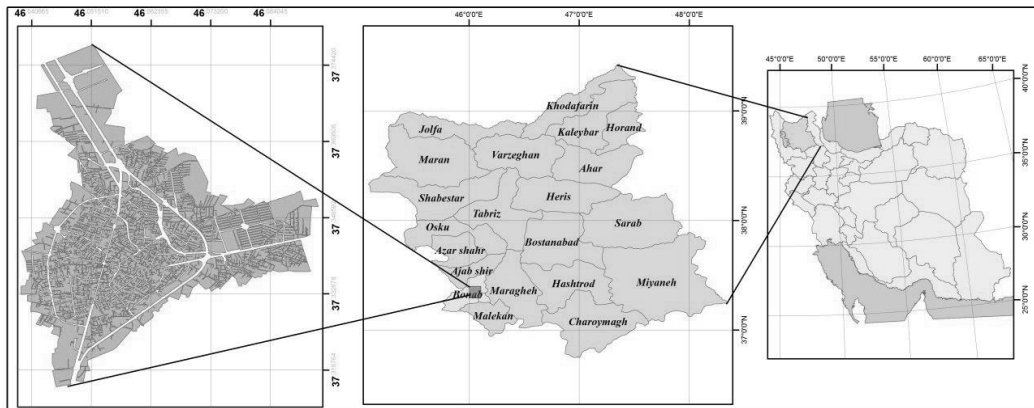 46 46 46 46 46
37
37
37
37
37
46°0'0"E 47°0'0"E 48°0'0"E
Khodafarin
Jolfa Kaleybar Horand
Maran Varzeghan Ahar
Shabestar Heris
Tabriz Sarab
Osku Bostanabad
Azar shahr
Ajab shir
Bonab Maragheh Hashtrod Miyaneh
Malekan Charoymagh
39°0'0"N
38°0'0"N
37°0'0"N
45°0'0"E 50°0'0"E 55°0'0"E 60°0'0"E 65°0'0"E
40°0'0"N
35°0'0"N
30°0'0"N
25°0'0"N